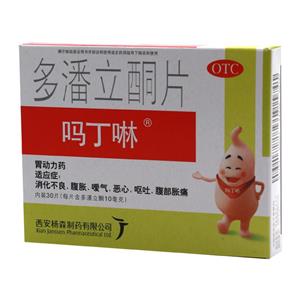 OTC
多潘立酮片
吗丁啉®
胃动力药
适应症:
消化不良、腹胀、嗳气、恶心、呕吐、腹部胀痛
内装30片(每片含多潘立酮10毫克)
西安杨森制药有限公司
Xian Janssen Pharmaceutical Ltd.
吗丁啉